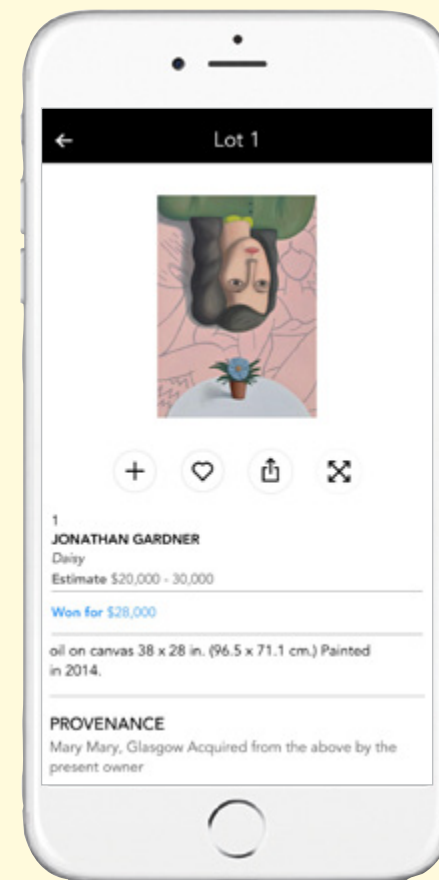 Lot 1
1
JONATHAN GARDNER
Daisy
Estimate $20,000 - 30,000
Won for $28,000
oil on canvas 38 x 28 in. (96.5 x 71.1 cm.) Painted
in 2014.
PROVENANCE
Mary Mary, Glasgow Acquired from the above by the
present owner